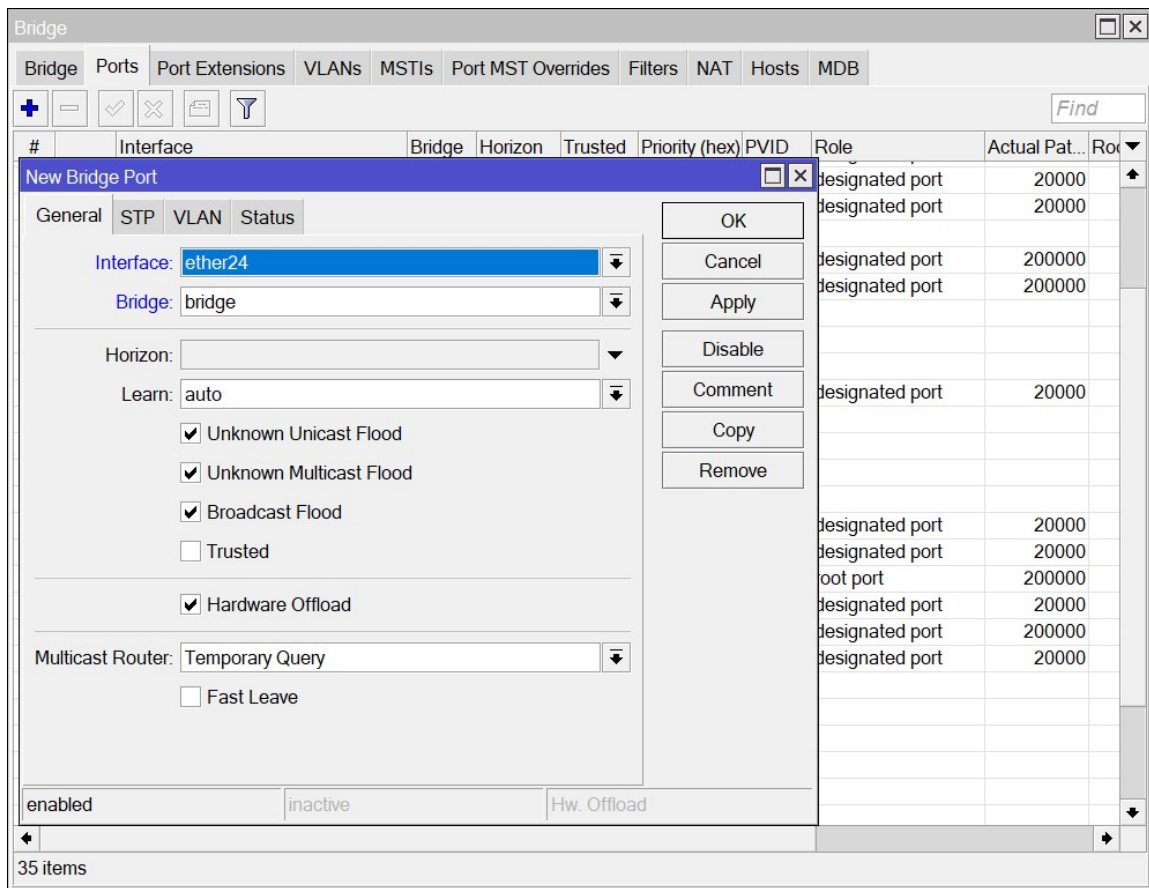 Bridge
Bridge Ports Port Extensions VLANs MSTIs Port MST Overrides Filters NAT Hosts MDB
Find
# Interface Bridge Horizon Trusted Priority (hex) PVID Role Actual Pat... Roo
New Bridge Port
General STP VLAN Status
Interface: ether24
Bridge: bridge
Horizon:
Learn: auto
Unknown Unicast Flood
Unknown Multicast Flood
Broadcast Flood
Trusted
Hardware Offload
Multicast Router: Temporary Query
Fast Leave
enabled inactive Hw. Offload
OK
Cancel
Apply
Disable
Comment
Copy
Remove
designated port 20000
designated port 20000
designated port 200000
designated port 200000
designated port 20000
designated port 20000
designated port 20000
root port 200000
designated port 20000
designated port 200000
designated port 20000
35 items